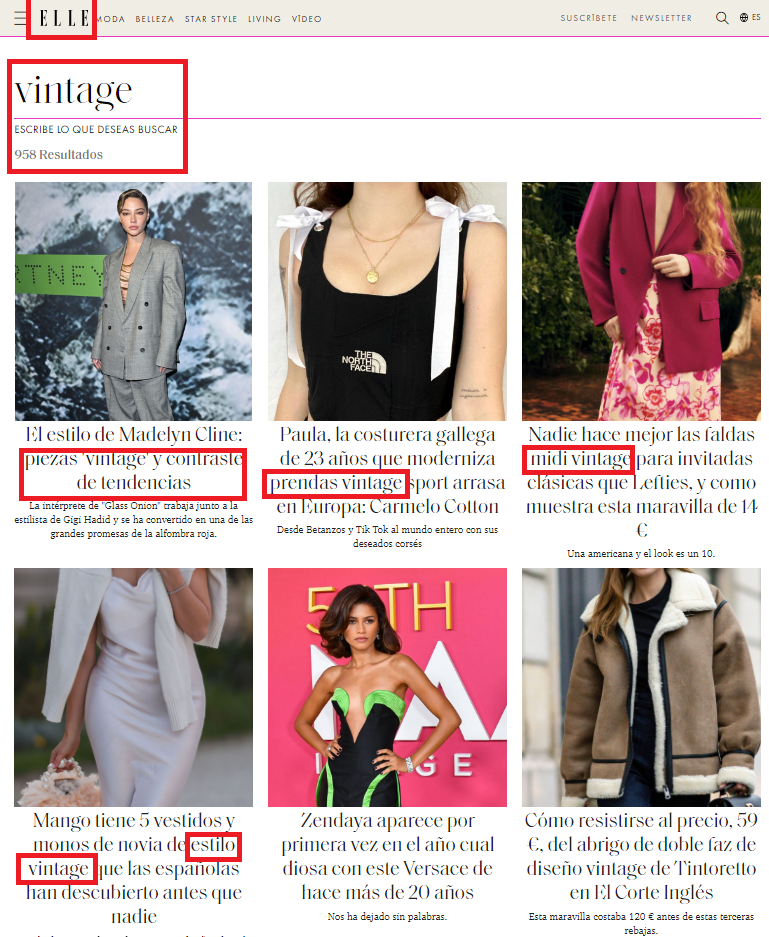 ELLE MODA BELLEZA STAR STYLE LIVING VÍDEO SUSCRÍBETE NEWSLETTER ES
vintage
ESCRIBE LO QUE DESEAS BUSCAR
958 Resultados
RTNEY
THE
NORTH
FACE
El estilo de Madelyn Cline:
piezas 'vintage' y contraste
de tendencias
La intérprete de "Glass Onion" trabaja junto a la
estilista de Gigi Hadid y se ha convertido en una de las
grandes promesas de la alfombra roja.
Paula, la costurera gallega
de 23 años que moderniza
prendas vintage sport arrasa
en Europa: Carmelo Cotton
Desde Betanzos y Tik Tok al mundo entero con sus
deseados corsés
Nadie hace mejor las faldas
midi vintage para invitadas
clásicas que Lefties, y como
muestra esta maravilla de 14
€
Una americana y el look es un 10.
5 TH
AA
GE
Mango tiene 5 vestidos y
monos de novia de estilo
vintage que las españolas
han descubierto antes que
nadie
Zendaya aparece por
primera vez en el año cual
diosa con este Versace de
hace más de 20 años
Nos ha dejado sin palabras.
Cómo resistirse al precio, 59
€, del abrigo de doble faz de
diseño vintage de Tintoretto
en El Corte Inglés
Esta maravilla costaba 120 € antes de estas terceras
rebajas.